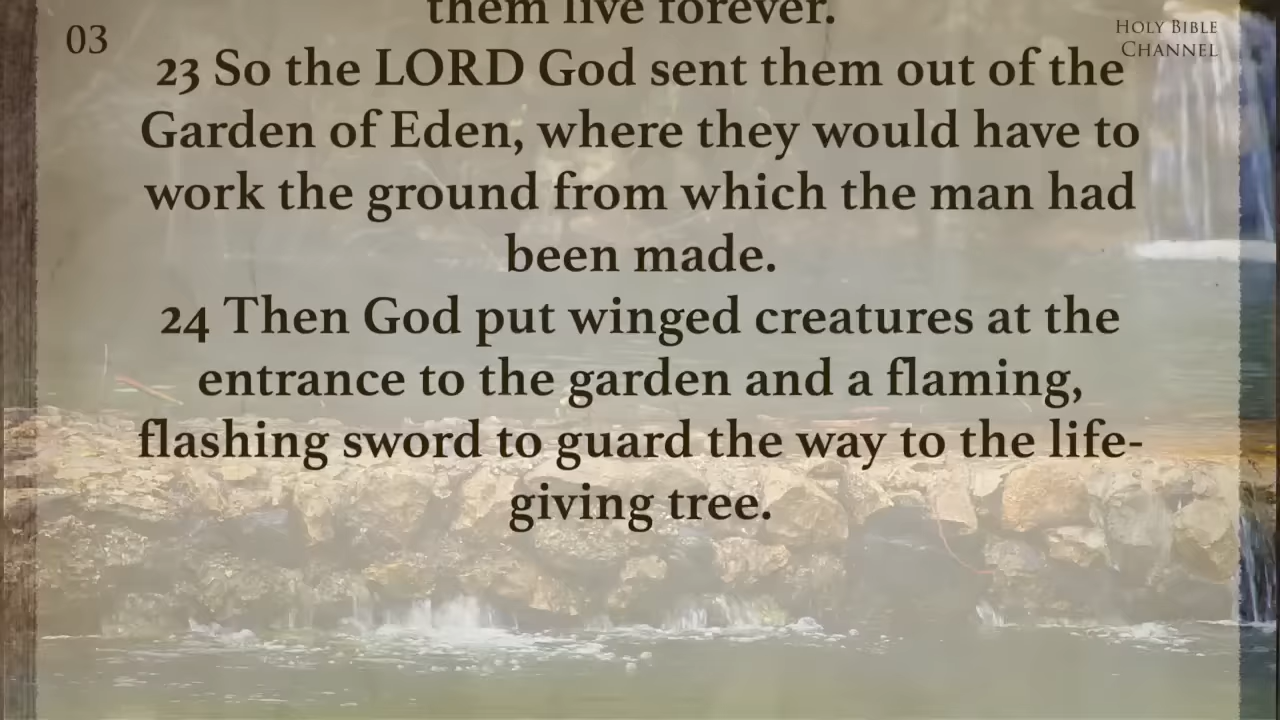 them live forever.
03
HOLY BIBLE
CHANNEL
23 So the LORD God sent them out of the
Garden of Eden, where they would have to
work the ground from which the man had
been made.
24 Then God put winged creatures at the
entrance to the garden and a flaming,
flashing sword to guard the way to the life-
giving tree.